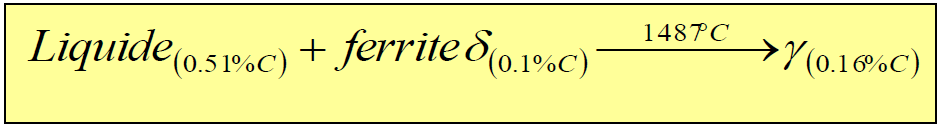 Liquide(0.51%C) + ferrite δ(0.1%C) 1487°C → γ(0.16%C)